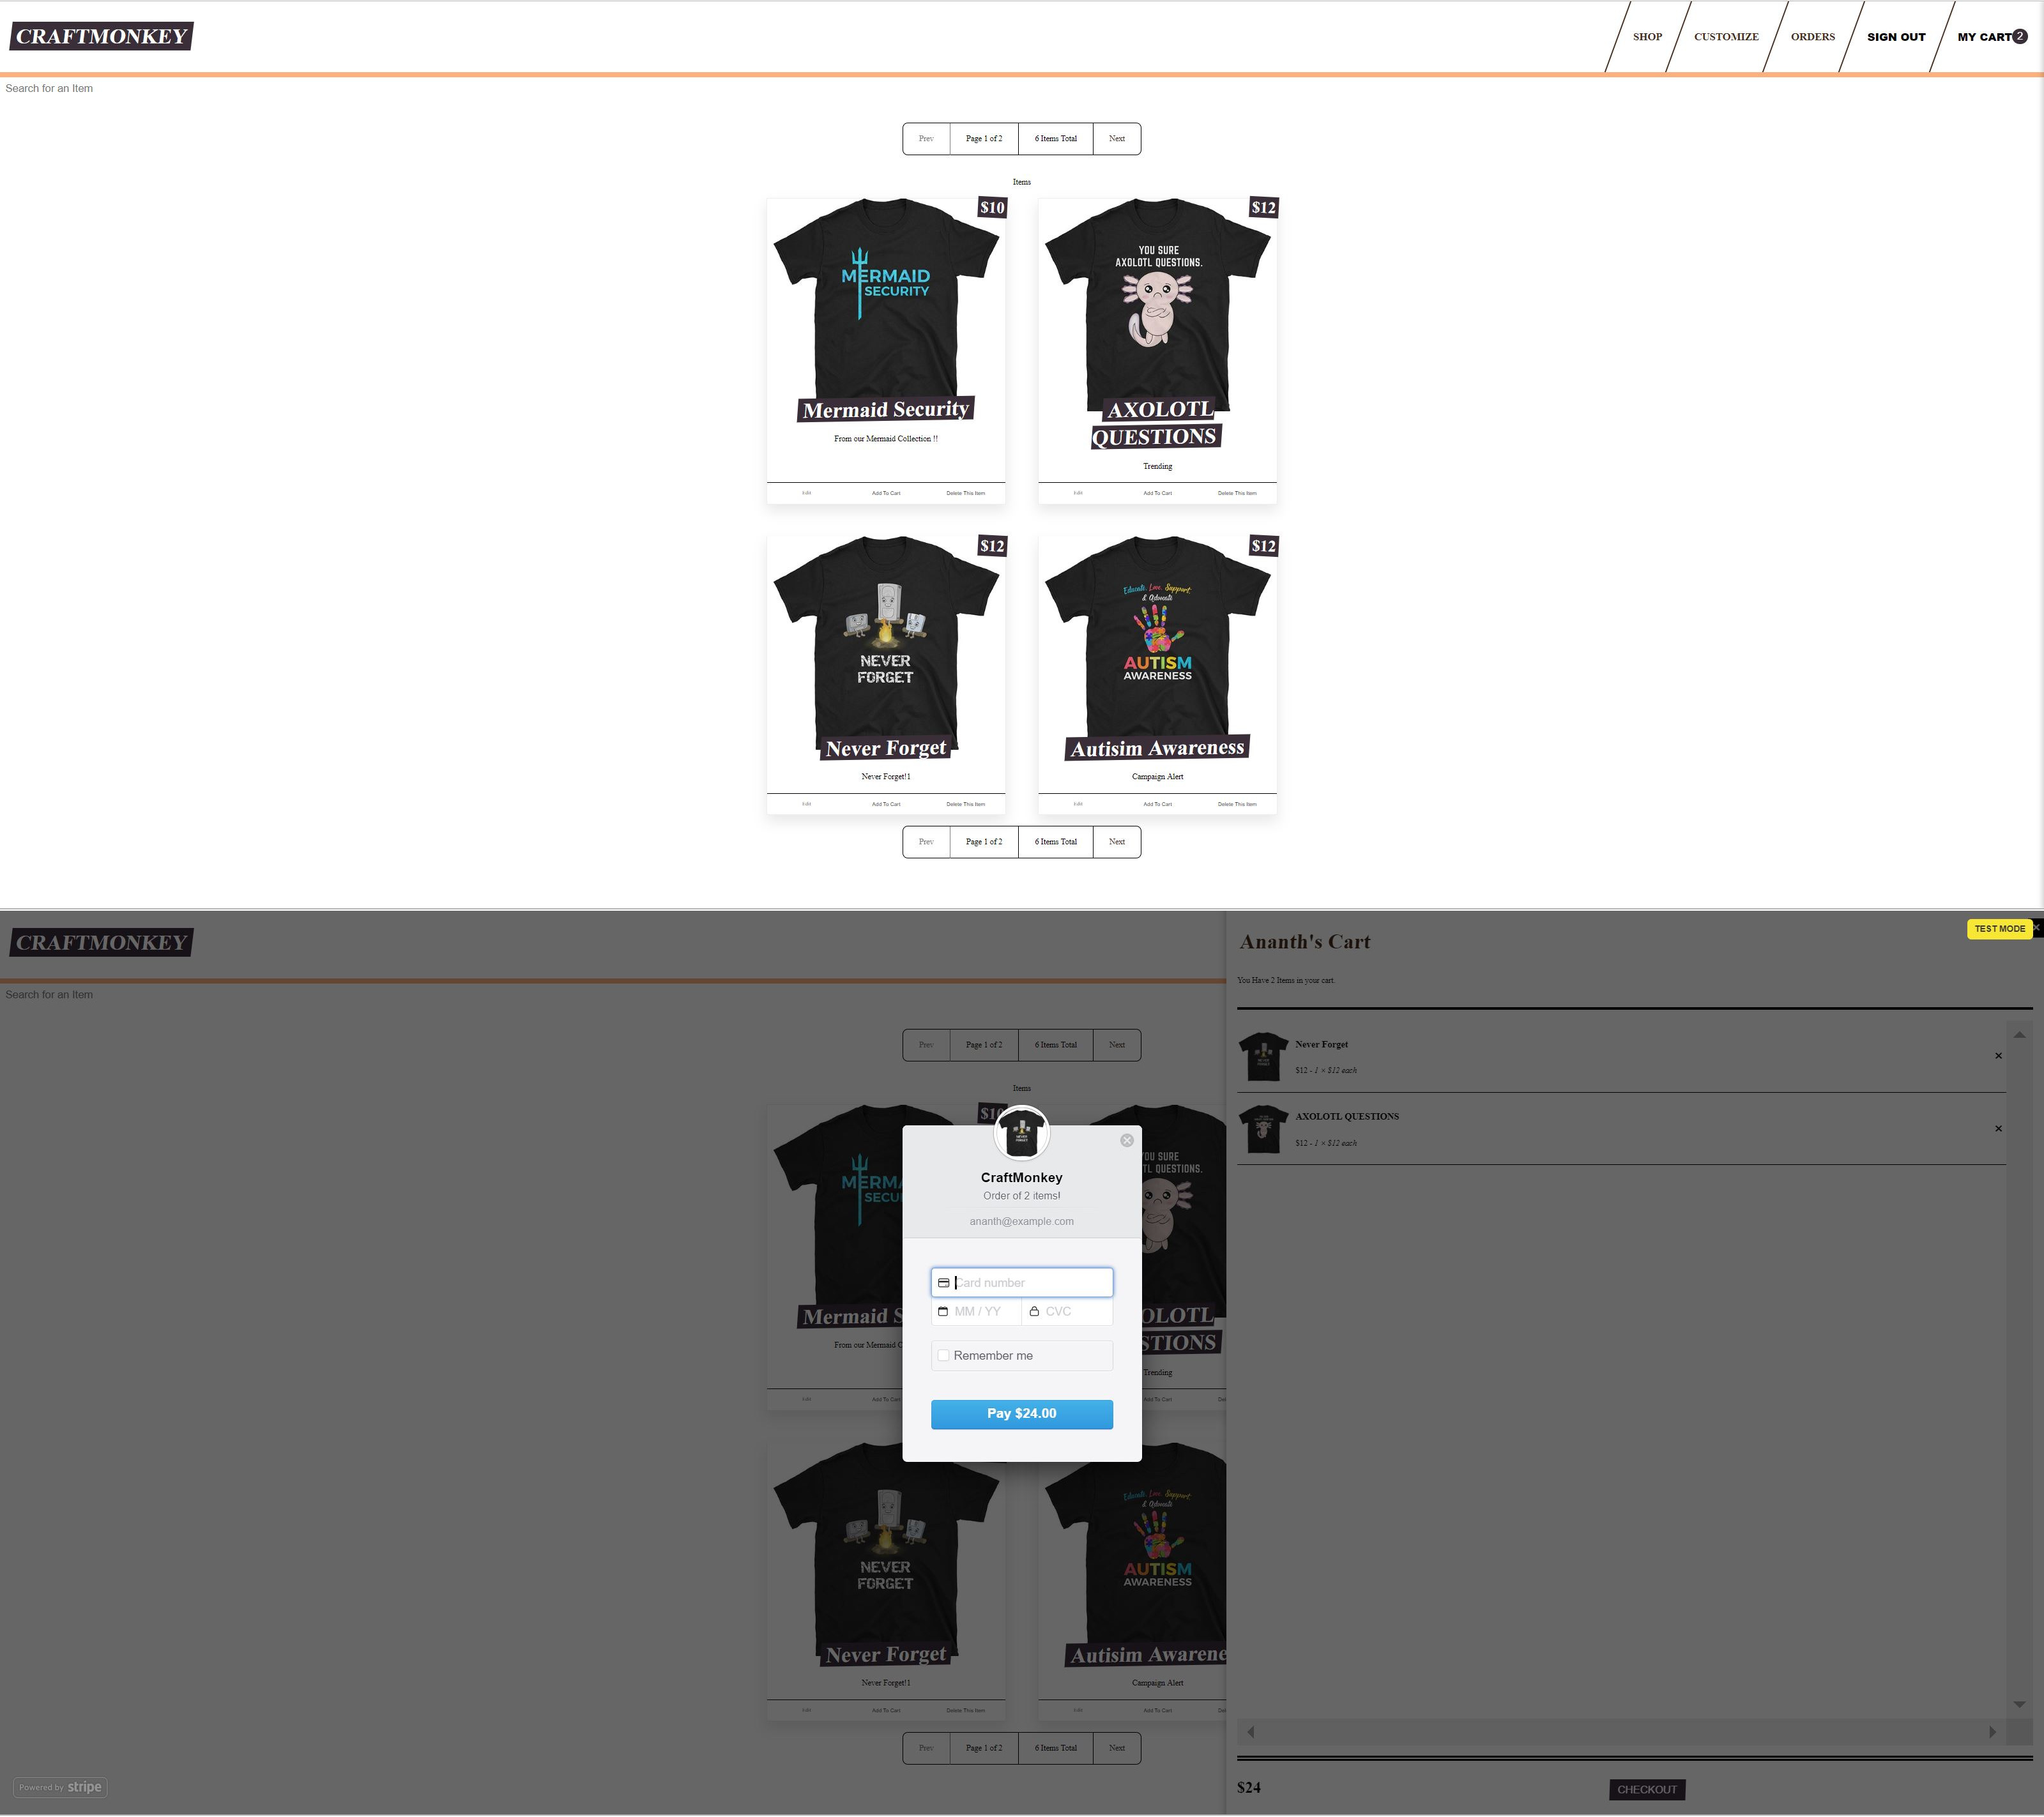 CRAFTMONKEY
SHOP
CUSTOMIZE
ORDERS
SIGN OUT
MY CART 2
Search for an Item
Prev
Page 1 of 2
6 Items Total
Next
Items
$10
MERMAID
SECURITY
Mermaid Security
From our Mermaid Collection !!
Edit
Add To Cart
Delete This Item
$12
YOU SURE
AXOLOTL QUESTIONS.
AXOLOTL
QUESTIONS
Trending
Edit
Add To Cart
Delete This Item
$12
NEVER
FORGET
Never Forget
Never Forget!1
Edit
Add To Cart
Delete This Item
$12
Educate, Love, Support,
& Advocate
AUTISM
AWARENESS
Autisim Awareness
Campaign Alert
Edit
Add To Cart
Delete This Item
Prev
Page 1 of 2
6 Items Total
Next
CRAFTMONKEY
Search for an Item
Prev
Page 1 of 2
6 Items Total
Next
Items
$10
MERMA
SECU
Mermaid S
From our Mermaid C
Edit
Add To Car
YOU SURE
TL QUESTIONS.
OLOTL
STIONS
Trending
Add To Cart
De
NEVER
FORGET
Never Forget
Never Forget!1
Edit
Add To Cart
Delete This Item
Educate, Love, Support,
& Advocate
AUTISM
AWARENESS
Autisim Awarene
Campaign Alert
Edit
Add To Cart
Del
Prev
Page 1 of 2
6 Items Total
Next
Powered by stripe
CraftMonkey
Order of 2 items!
ananth@example.com
Card number
MM / YY
CVC
Remember me
Pay $24.00
TEST MODE
Ananth's Cart
You Have 2 Items in your cart.
NEVER
FORGET
Never Forget
$12 - 1 × $12 each
×
AXOLOTL QUESTIONS
$12 - 1 × $12 each
×
$24
CHECKOUT